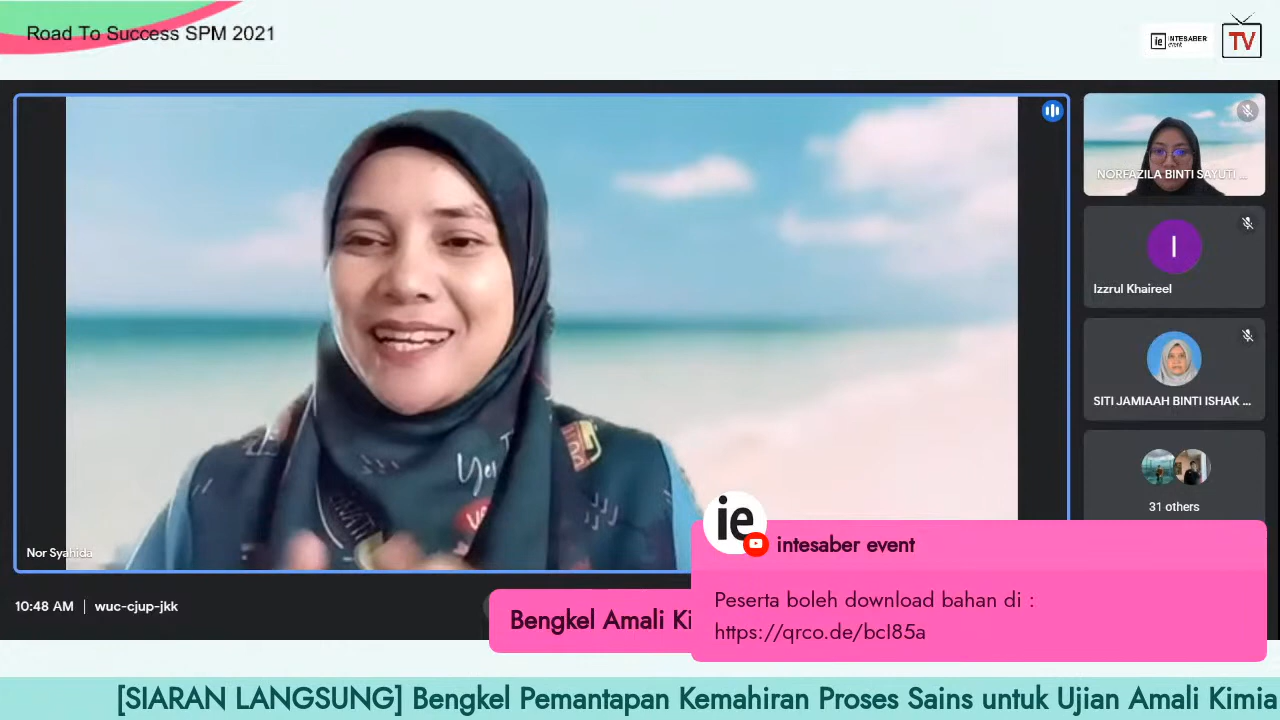 Road To Success SPM 2021
ie INTESABER
event
TV
NORFAZILA BINTI SAYUTI ...
I
Izzrul Khaireel
SITI JAMIAAH BINTI ISHAK ...
31 others
Nor Syahida
10:48 AM | wuc-cjup-jkk
ie
intesaber event
Peserta boleh download bahan di :
https://qrco.de/bcI85a
Bengkel Amali Ki
[SIARAN LANGSUNG] Bengkel Pemantapan Kemahiran Proses Sains untuk Ujian Amali Kimia